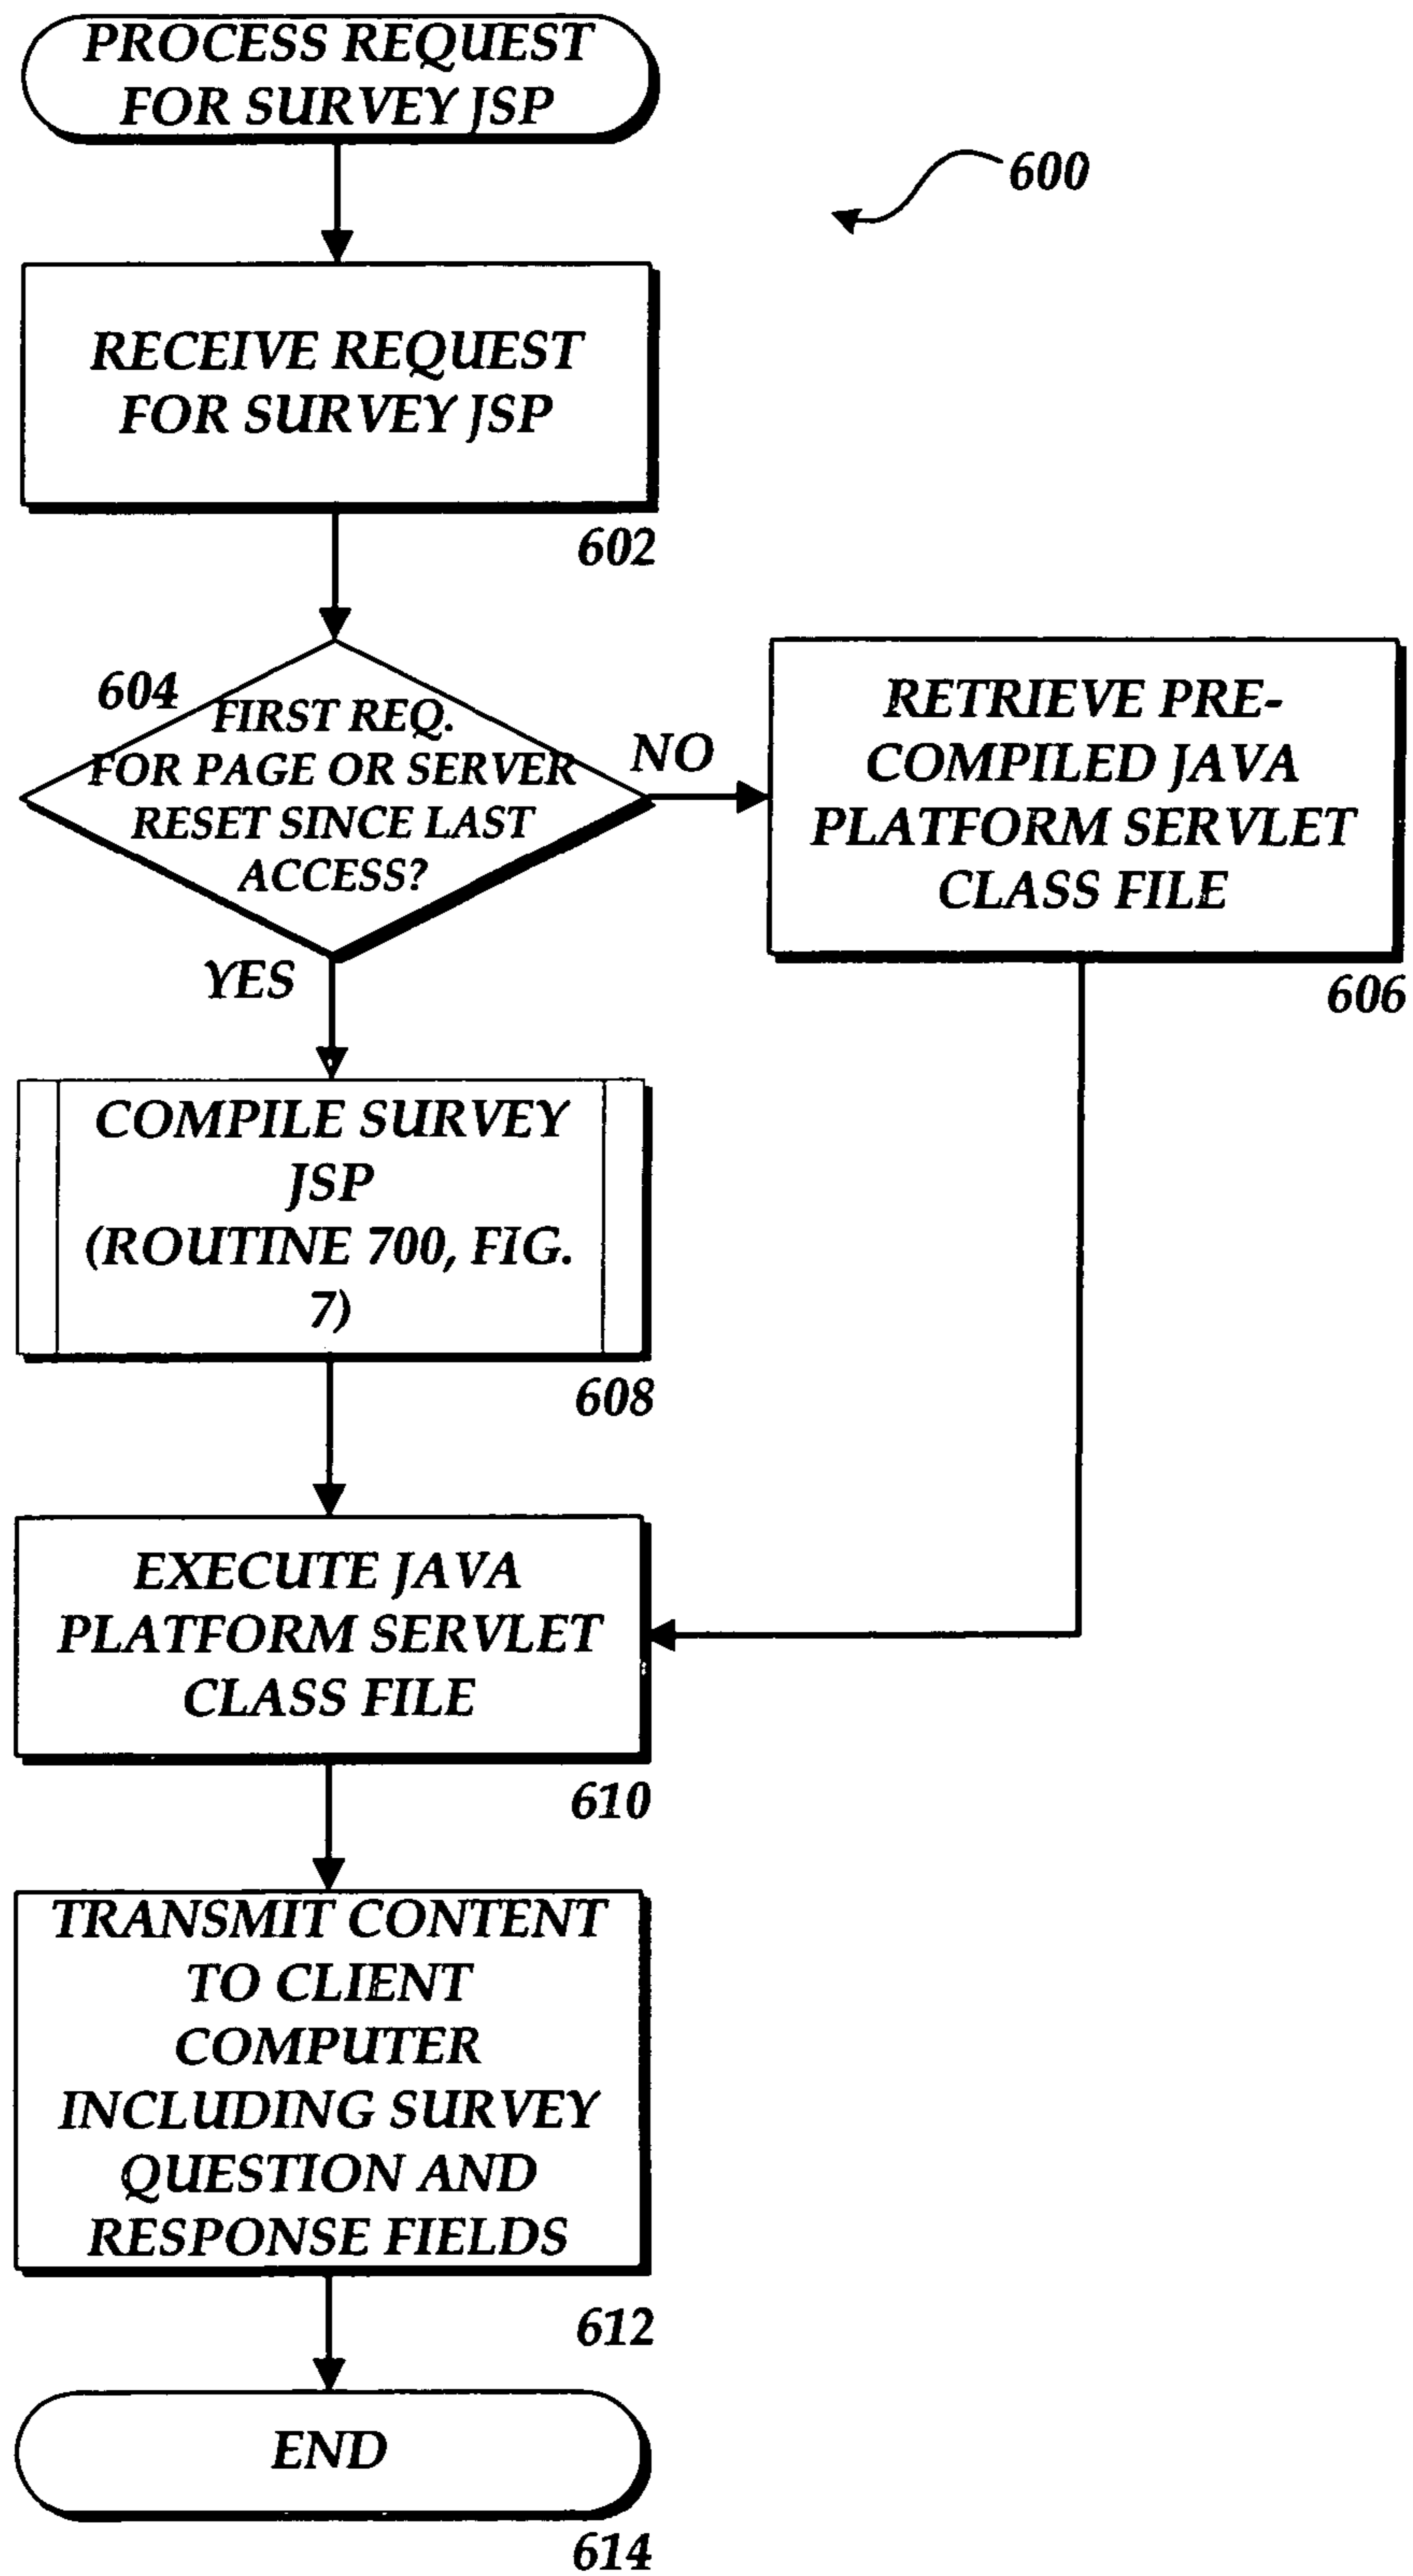 PROCESS REQUEST
FOR SURVEY JSP
600
RECEIVE REQUEST
FOR SURVEY JSP
602
604
FIRST REQ.
FOR PAGE OR SERVER
RESET SINCE LAST
ACCESS?
NO
YES
RETRIEVE PRE-
COMPILED JAVA
PLATFORM SERVLET
CLASS FILE
606
COMPILE SURVEY
JSP
(ROUTINE 700, FIG.
7)
608
EXECUTE JAVA
PLATFORM SERVLET
CLASS FILE
610
TRANSMIT CONTENT
TO CLIENT
COMPUTER
INCLUDING SURVEY
QUESTION AND
RESPONSE FIELDS
612
END
614